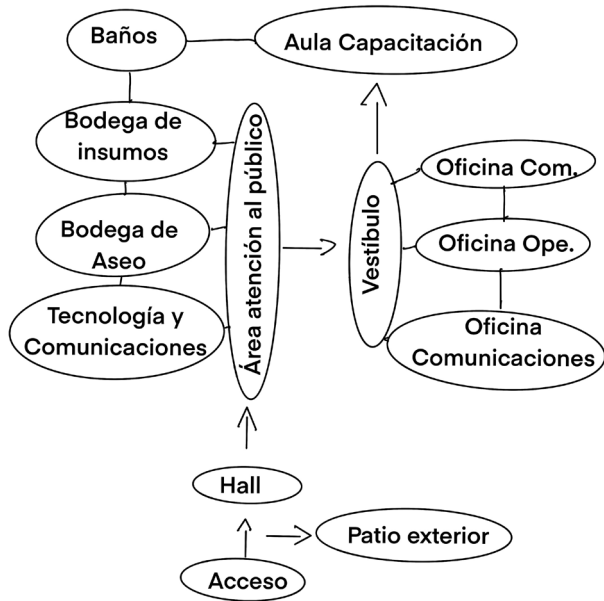 Baños
Aula Capacitación
Bodega de
insumos
Bodega de
Aseo
Tecnología y
Comunicaciones
Área atención al público
Vestíbulo
Oficina Com.
Oficina Ope.
Oficina
Comunicaciones
Hall
Patio exterior
Acceso